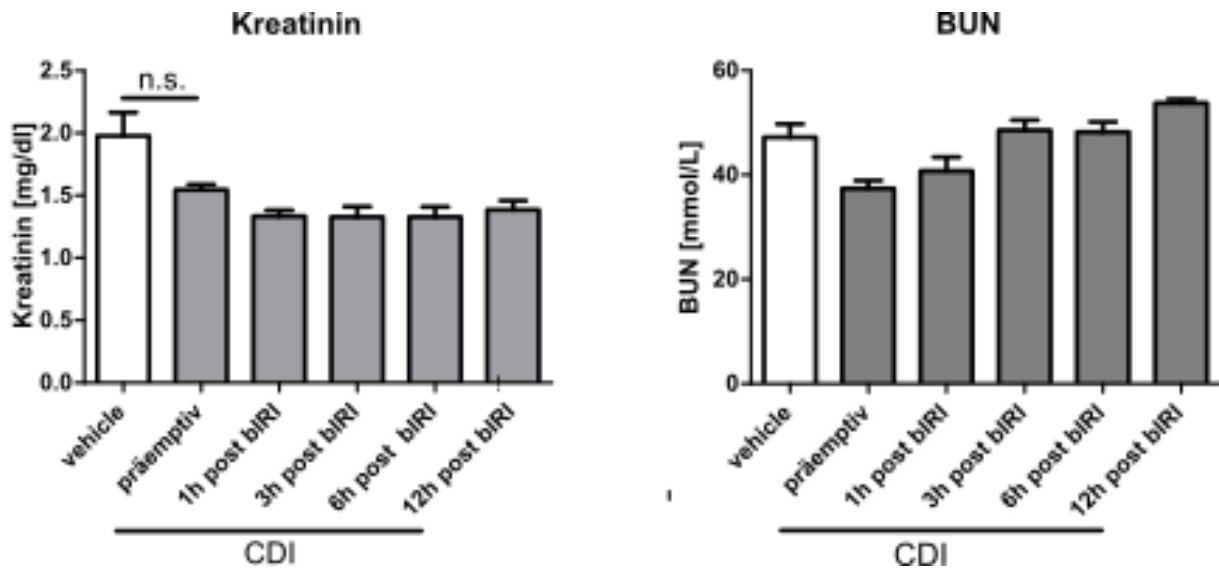 Kreatinin
Kreatinin [mg/dl]
2.5
2.0
1.5
1.0
0.5
0.0
n.s.
vehicle
präemptiv
1h post bIRI
3h post bIRI
6h post bIRI
12h post bIRI
CDI
BUN
BUN [mmol/L]
60
40
20
0
vehicle
präemptiv
1h post bIRI
3h post bIRI
6h post bIRI
12h post bIRI
CDI